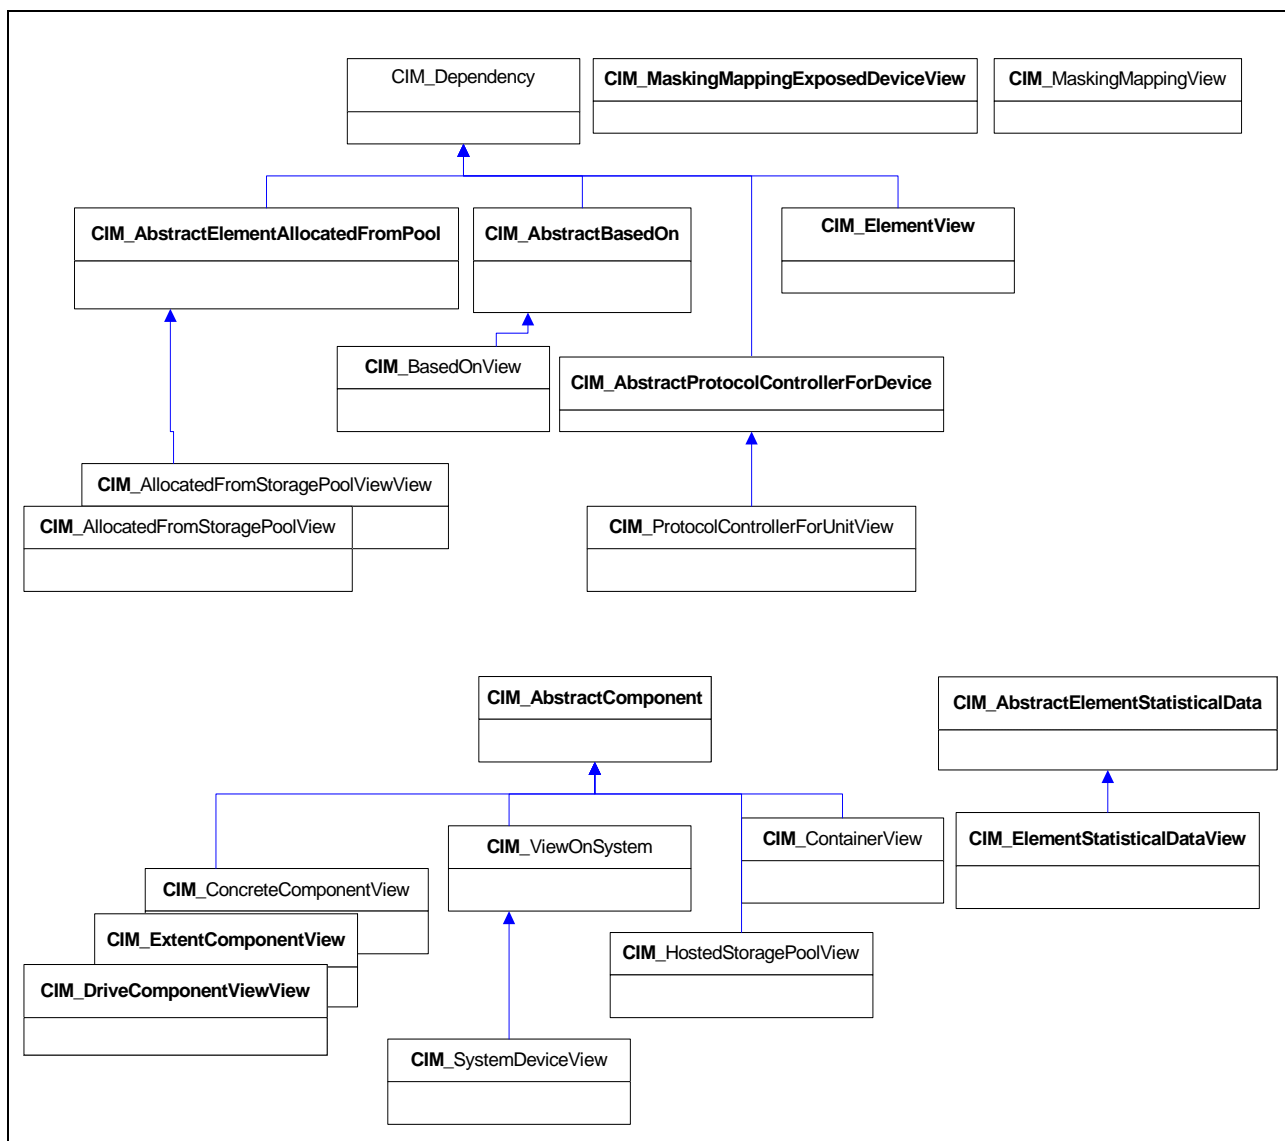 CIM_Dependency
CIM_MaskingMappingExposedDeviceView
CIM_MaskingMappingView
CIM_AbstractElementAllocatedFromPool
CIM_AbstractBasedOn
CIM_ElementView
CIM_BasedOnView
CIM_AbstractProtocolControllerForDevice
CIM_AllocatedFromStoragePoolViewView
CIM_AllocatedFromStoragePoolView
CIM_ProtocolControllerForUnitView
CIM_AbstractComponent
CIM_AbstractElementStatisticalData
CIM_ViewOnSystem
CIM_ContainerView
CIM_ElementStatisticalDataView
CIM_ConcreteComponentView
CIM_ExtentComponentView
CIM_HostedStoragePoolView
CIM_DriveComponentViewView
CIM_SystemDeviceView